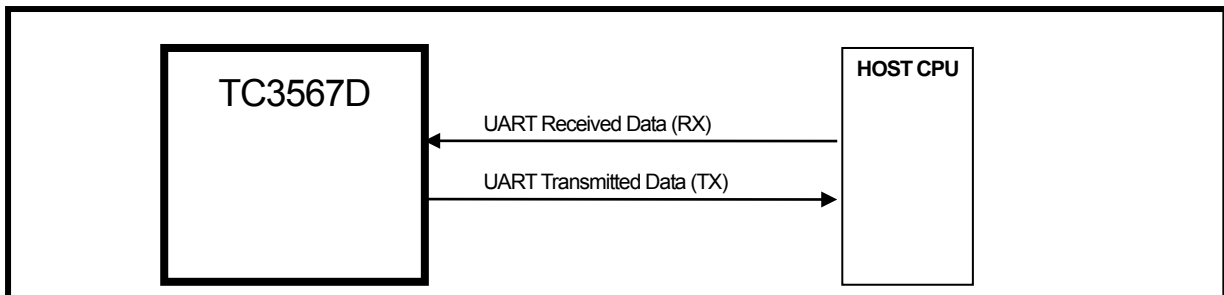 TC3567D
HOST CPU
UART Received Data (RX)
UART Transmitted Data (TX)